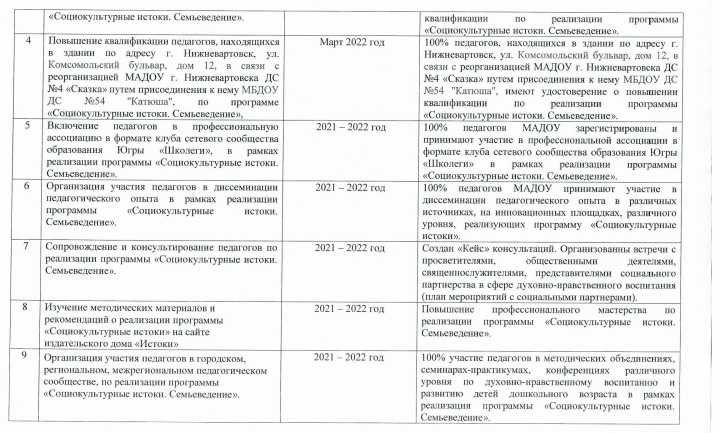 «Социокультурные истоки. Семьеведение».
квалификации по реализации программы
«Социокультурные истоки. Семьеведение».
4
Повышение квалификации педагогов, находящихся
в здании по адресу г. Нижневартовск, ул.
Комсомольский бульвар, дом 12, в связи с
реорганизацией МАДОУ г. Нижневартовска ДС
№4 «Сказка» путем присоединения к нему МБДОУ
ДС №54 "Катюша", по программе
«Социокультурные истоки. Семьеведение»,
Март 2022 год
100% педагогов, находящихся в здании по адресу г.
Нижневартовск, ул. Комсомольский бульвар, дом 12, в
связи с реорганизацией МАДОУ г. Нижневартовска ДС
№4 «Сказка» путем присоединения к нему МБДОУ ДС
№54 "Катюша", имеют удостоверение о повышении
квалификации по реализации программы
«Социокультурные истоки. Семьеведение».
5
Включение педагогов в профессиональную
ассоциацию в формате клуба сетевого сообщества
образования Югры «Школеги», в рамках
реализации программы «Социокультурные истоки.
Семьеведение».
2021 – 2022 год
100% педагогов МАДОУ зарегистрированы и
принимают участие в профессиональной ассоциации в
формате клуба сетевого сообщества образования Югры
«Школеги» в рамках реализации программы
«Социокультурные истоки. Семьеведение».
6
Организация участия педагогов в диссеминации
педагогического опыта в рамках реализации
программы «Социокультурные истоки.
Семьеведение».
2021 – 2022 год
100% педагогов МАДОУ принимают участие в
диссеминации педагогического опыта в различных
источниках, на инновационных площадках, различного
уровня, реализующих программу «Социокультурные
истоки».
7
Сопровождение и консультирование педагогов по
реализации программы «Социокультурные истоки.
Семьеведение».
2021 – 2022 год
Создан «Кейс» консультаций. Организованны встречи с
просветителями, общественными деятелями,
священнослужителями, представителями социального
партнерства в сфере духовно-нравственного воспитания
(план мероприятий с социальными партнерами).
8
Изучение методических материалов и
рекомендаций о реализации программы
«Социокультурные истоки» на сайте
издательского дома «Истоки»
2021 – 2022 год
Повышение профессионального мастерства по
реализации программы «Социокультурные истоки.
Семьеведение».
9
Организация участия педагогов в городском,
региональном, межрегиональном педагогическом
сообществе, по реализации программы
«Социокультурные истоки. Семьеведение».
2021 – 2022 год
100% участие педагогов в методических объединениях,
семинарах-практикумах, конференциях различного
уровня по духовно-нравственному воспитанию и
развитию детей дошкольного возраста в рамках
реализации программы «Социокультурные истоки.
Семьеведение».